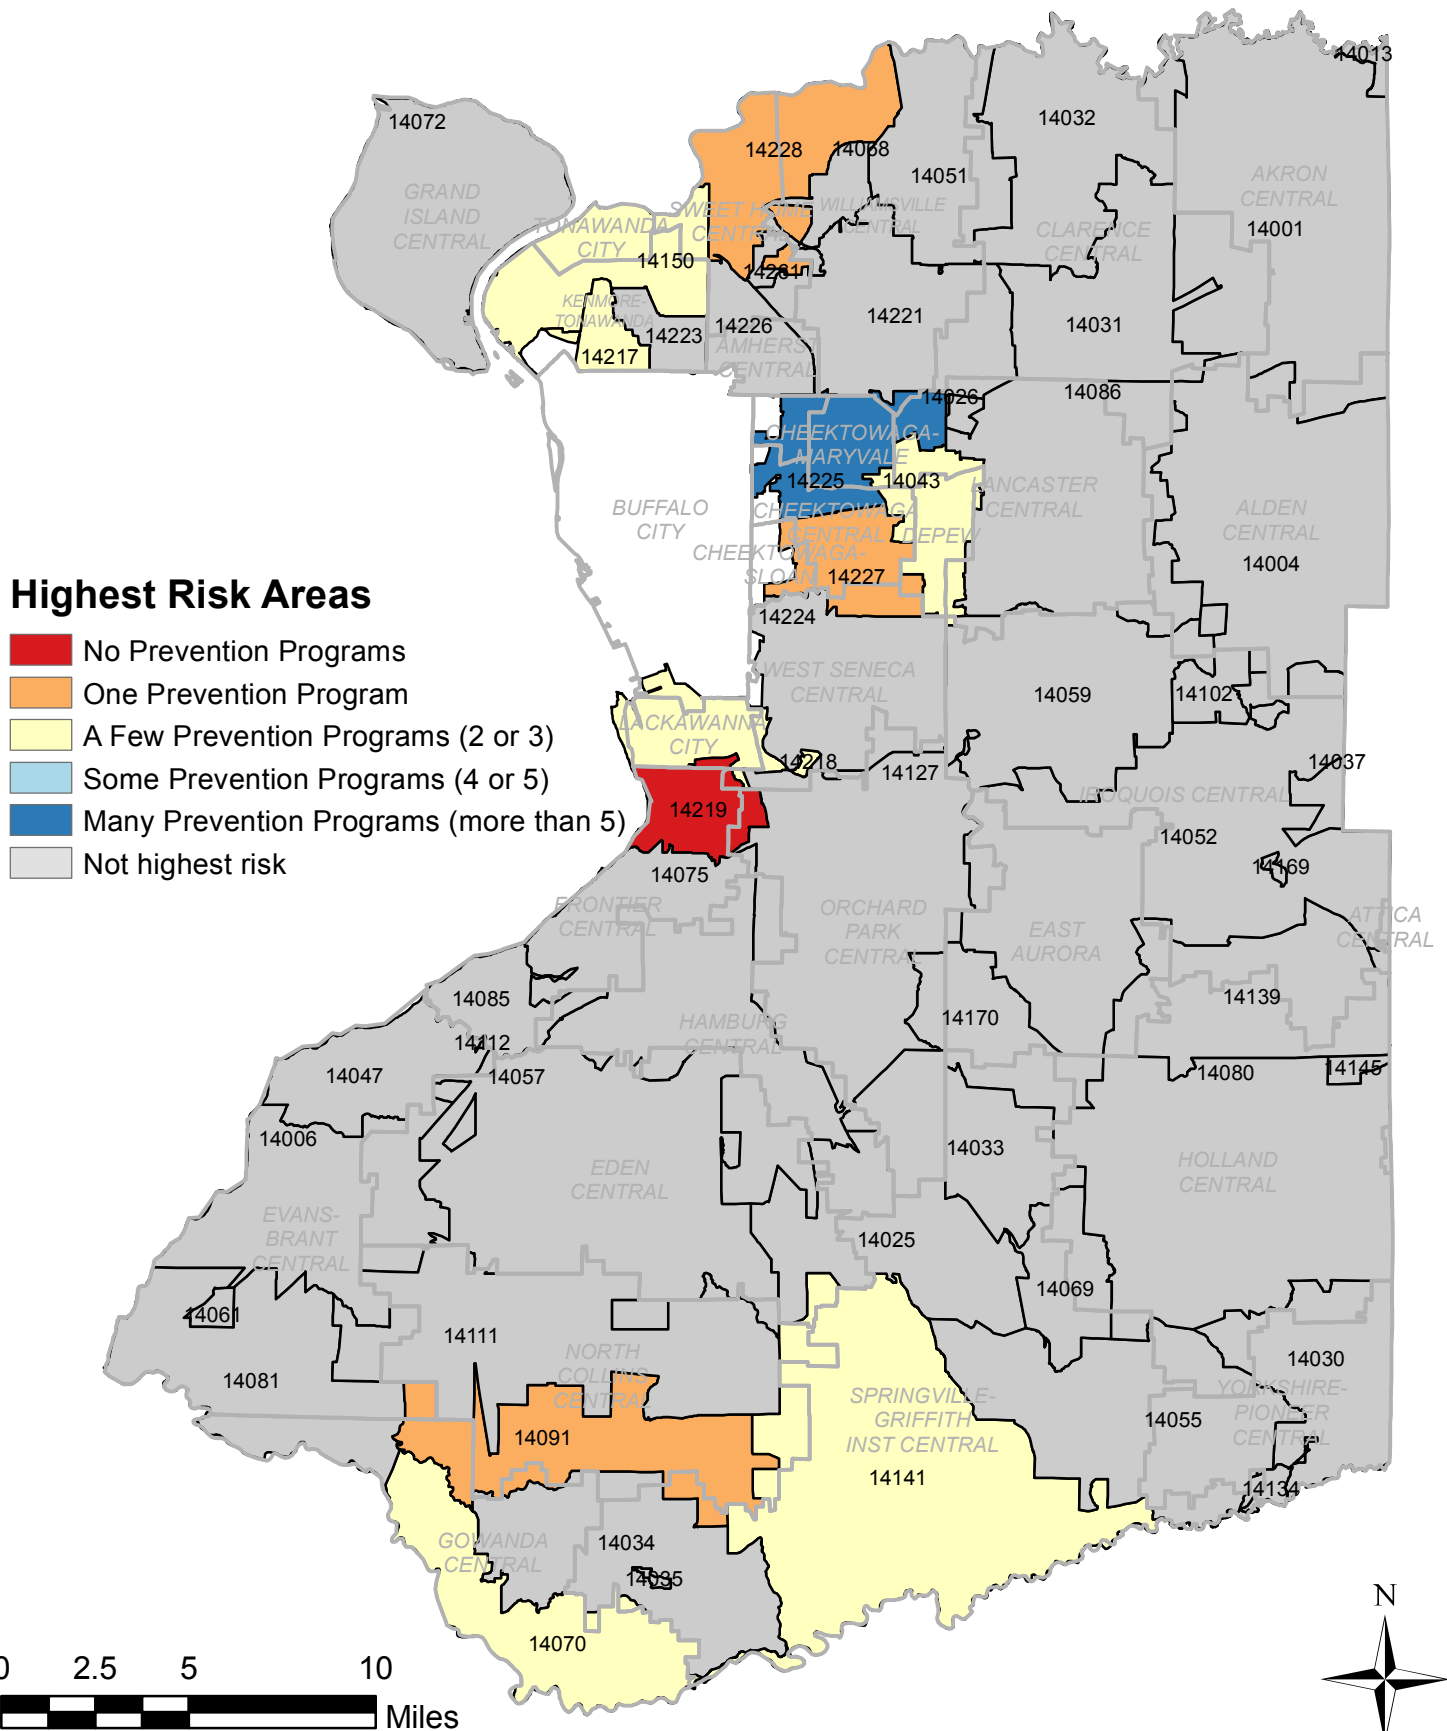 14013
14072
14032
14228
14068
14051
AKRON
CENTRAL
GRAND
ISLAND
CENTRAL
14001
SWEET HOME
CENTRAL
WILLIAMSVILLE
CENTRAL
TONAWANDA
CITY
CLARENCE
CENTRAL
14150
14261
KENMORE-
TONAWANDA
14223
14226
14221
14031
AMHERST
CENTRAL
14217
14026
14086
CHEEKTOWAGA-
MARYVALE
14225
14043
LANCASTER
CENTRAL
BUFFALO
CITY
CHEEKTOWAGA
CENTRAL
DEPEW
ALDEN
CENTRAL
CHEEKTOWAGA-
SLOAN
14227
14004
Highest Risk Areas
No Prevention Programs
One Prevention Program
A Few Prevention Programs (2 or 3)
Some Prevention Programs (4 or 5)
Many Prevention Programs (more than 5)
Not highest risk
14224
WEST SENECA
CENTRAL
14059
14102
LACKAWANNA
CITY
14218
14127
14037
IROQUOIS CENTRAL
14219
14052
14169
14075
FRONTIER
CENTRAL
ORCHARD
PARK
CENTRAL
EAST
AURORA
ATTICA
CENTRAL
14085
14139
14170
HAMBURG
CENTRAL
14112
14047
14057
14080
14145
14006
14033
EDEN
CENTRAL
HOLLAND
CENTRAL
EVANS-
BRANT
CENTRAL
14025
14069
14061
14111
NORTH
COLLINS
CENTRAL
14030
14081
SPRINGVILLE-
GRIFFITH
INST CENTRAL
YORKSHIRE-
PIONEER
CENTRAL
14055
14091
14141
14134
GOWANDA
CENTRAL
14034
14035
14070
N
0 2.5 5 10
Miles